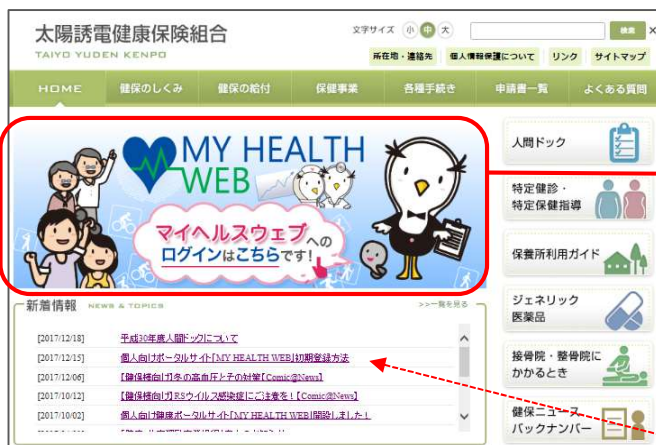 太陽誘電健康保険組合
TAIYO YUDEN KENPO
文字サイズ 小 中 大 検索
所在地・連絡先 個人情報保護について リンク サイトマップ
HOME 健保のしくみ 健保の給付 保健事業 各種手続き 申請書一覧 よくある質問
MY HEALTH
WEB
マイヘルスウェブへの
ログインはこちらです!
人間ドック
特定健診・
特定保健指導
保養所利用ガイド
ジェネリック
医薬品
接骨院・整骨院に
かかるとき
健保ニュース
バックナンバー
新着情報 NEWS & TOPICS >>一覧を見る
[2017/12/18] 平成30年度人間ドックについて
[2017/12/15] 個人向けポータルサイト「MY HEALTH WEB」初期登録方法
[2017/12/06] 【健保様向け】冬の高血圧とその対策【Comic@News】
[2017/10/12] 【健保様向け】RSウイルス感染症にご注意を!【Comic@News】
[2017/10/02] 個人向け健康ポータルサイト「MY HEALTH WEB」開設しました!